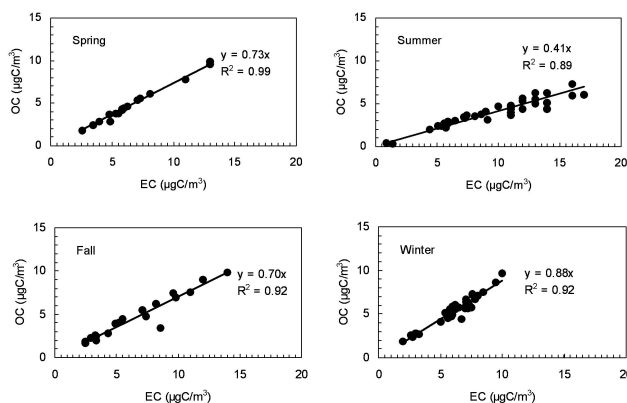 Spring
y = 0.73x
R² = 0.99
OC (µgC/m³)
15
10
5
0
0 5 10 15 20
EC (µgC/m³)
Summer
y = 0.41x
R² = 0.89
OC (µgC/m³)
15
10
5
0
0 5 10 15 20
EC (µgC/m³)
Fall
y = 0.70x
R² = 0.92
OC (µgC/m³)
15
10
5
0
0 5 10 15 20
EC (µgC/m³)
Winter
y = 0.88x
R² = 0.92
OC (µgC/m³)
15
10
5
0
0 5 10 15 20
EC (µgC/m³)